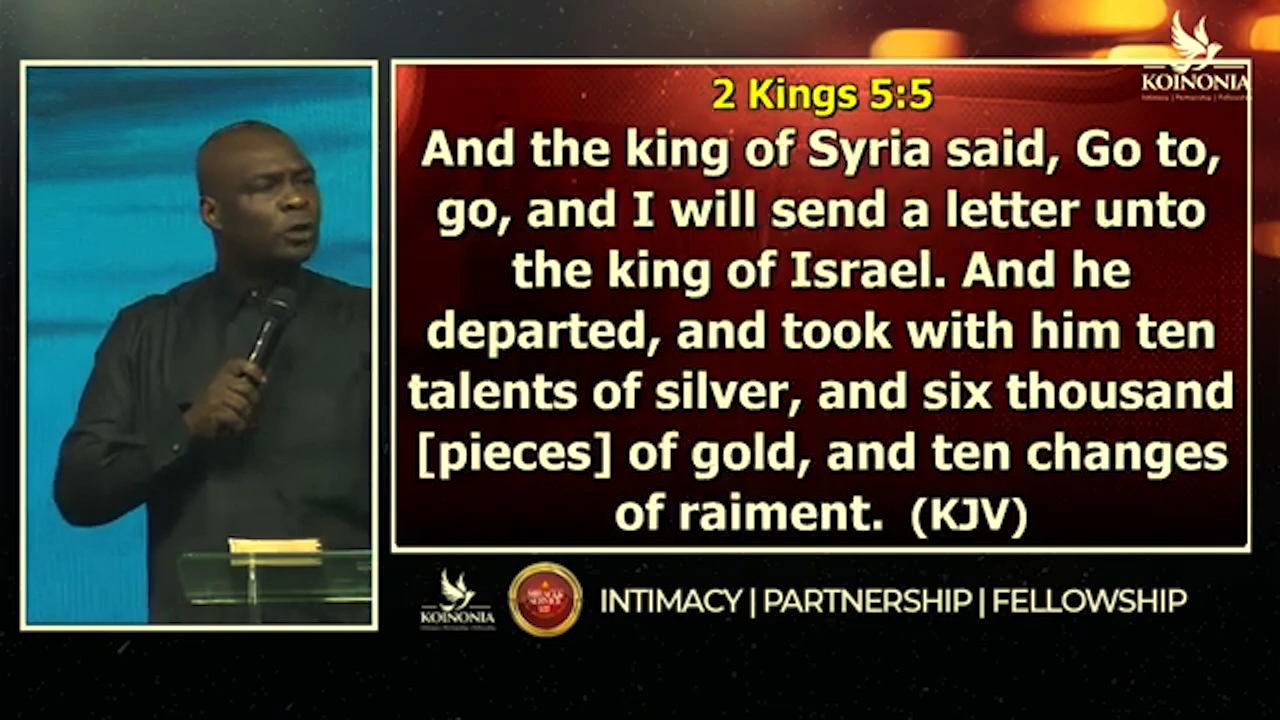 KOINONIA
2 Kings 5:5
And the king of Syria said, Go to,
go, and I will send a letter unto
the king of Israel. And he
departed, and took with him ten
talents of silver, and six thousand
[pieces] of gold, and ten changes
of raiment. (KJV)
KOINONIA
MIRACLE
SERVICE
INTIMACY | PARTNERSHIP | FELLOWSHIP